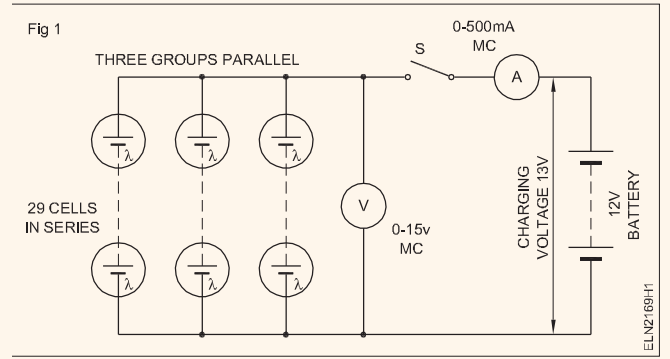 Fig 1
0-500mA
MC
THREE GROUPS PARALLEL
S
A
λ
λ
λ
29 CELLS
IN SERIES
V
0-15v
MC
CHARGING
VOLTAGE 13V
12V
BATTERY
λ
λ
λ
ELN2169H1